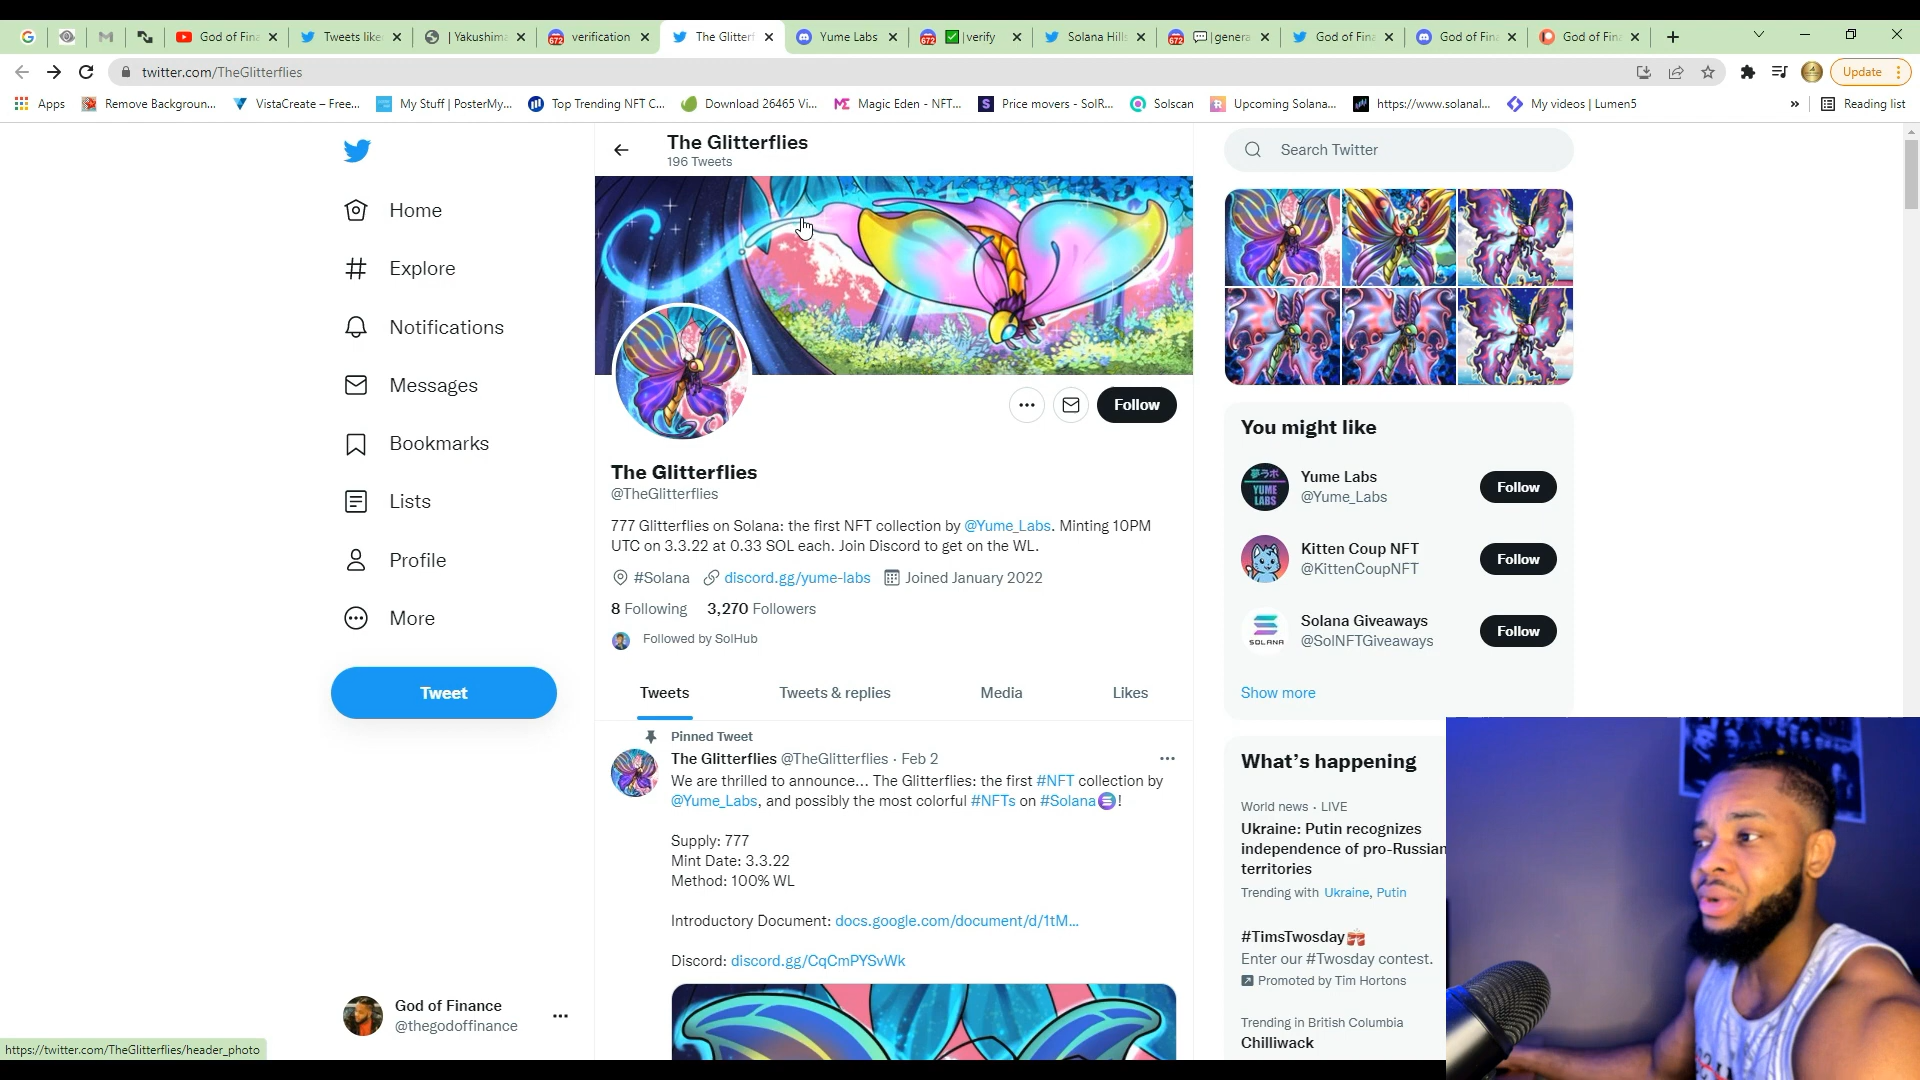 God of Fin
Tweets like
| Yakushima
672
verification
The Glitterf
Yume Labs
672
|verify
Solana Hills
672
|genera
God of Fin
God of Fin
God of Fin
twitter.com/TheGlitterflies
Update
Apps
Remove Backgroun...
VistaCreate – Free...
My Stuff | PosterMy...
Top Trending NFT C...
Download 26465 Vi...
Magic Eden - NFT...
Price movers - SolR...
Solscan
Upcoming Solana...
https://www.solanal...
My videos | Lumen5
»
Reading list
Home
Explore
Notifications
Messages
Bookmarks
Lists
Profile
More
Tweet
God of Finance
@thegodoffinance
https://twitter.com/TheGlitterflies/header_photo
The Glitterflies
196 Tweets
Follow
The Glitterflies
@TheGlitterflies
777 Glitterflies on Solana: the first NFT collection by @Yume_Labs. Minting 10PM
UTC on 3.3.22 at 0.33 SOL each. Join Discord to get on the WL.
#Solana discord.gg/yume-labs Joined January 2022
8 Following 3,270 Followers
Followed by SolHub
Tweets Tweets & replies Media Likes
Pinned Tweet
The Glitterflies @TheGlitterflies · Feb 2
We are thrilled to announce... The Glitterflies: the first #NFT collection by
@Yume_Labs, and possibly the most colorful #NFTs on #Solana!
Supply: 777
Mint Date: 3.3.22
Method: 100% WL
Introductory Document: docs.google.com/document/d/1tM...
Discord: discord.gg/CqCmPYSvWk
Search Twitter
You might like
夢ラボ
YUME
LABS
Yume Labs
@Yume_Labs
Follow
Kitten Coup NFT
@KittenCoupNFT
Follow
SOLANA
Solana Giveaways
@SolNFTGiveaways
Follow
Show more
What's happening
World news · LIVE
Ukraine: Putin recognizes
independence of pro-Russian
territories
Trending with Ukraine, Putin
#TimsTwosday
Enter our #Twosday contest.
Promoted by Tim Hortons
Trending in British Columbia
Chilliwack